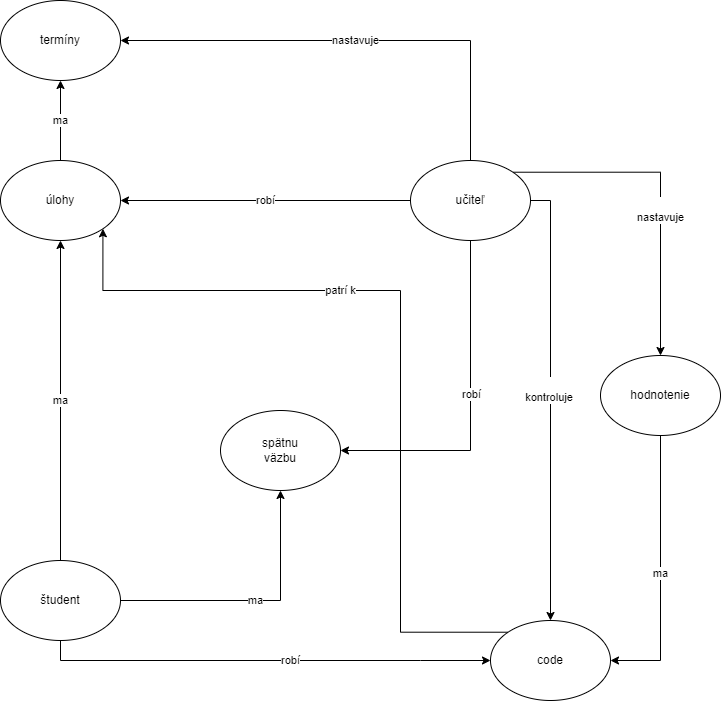 termíny
nastavuje
ma
úlohy
robí
učiteľ
nastavuje
patrí k
ma
robí
kontroluje
hodnotenie
spätnu
väzbu
ma
študent
ma
robí
code